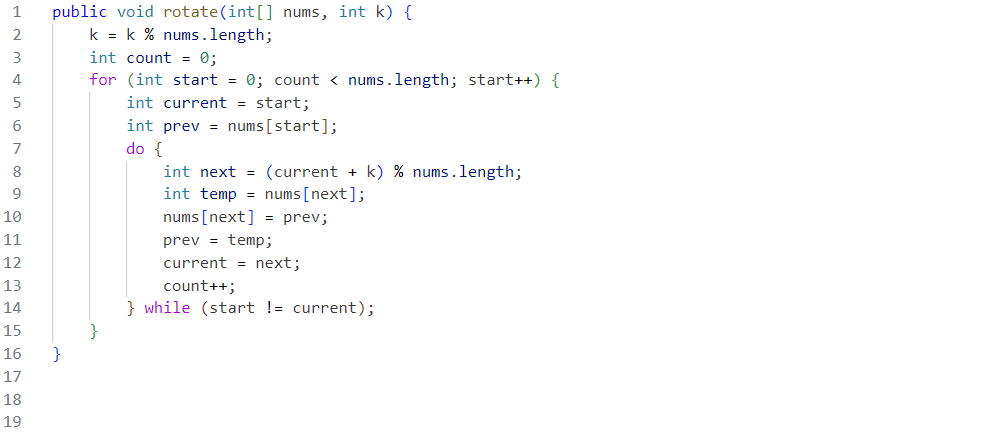 1 public void rotate(int[] nums, int k) {
2     k = k % nums.length;
3     int count = 0;
4     for (int start = 0; count < nums.length; start++) {
5         int current = start;
6         int prev = nums[start];
7         do {
8             int next = (current + k) % nums.length;
9             int temp = nums[next];
10             nums[next] = prev;
11             prev = temp;
12             current = next;
13             count++;
14         } while (start != current);
15     }
16 }
17
18
19